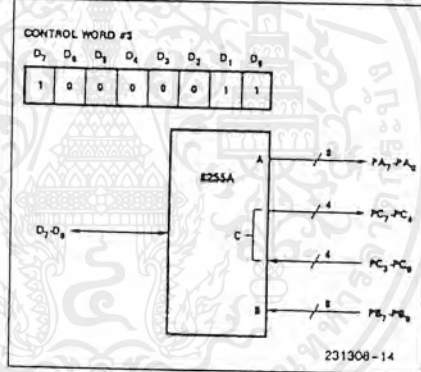 CONTROL WORD #3
D7 D6 D5 D4 D3 D2 D1 D0
1 0 0 0 0 0 1 1
8255A
A
8
PA7-PA0
4
PC7-PC4
C
D7-D0
4
PC3-PC0
B
8
PB7-PB0
231308-14